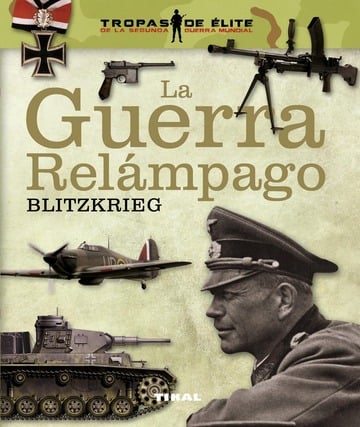 TROPAS DE ÉLITE
DE LA SEGUNDA GUERRA MUNDIAL
La
Guerra
Relámpago
BLITZKRIEG
TIKAL